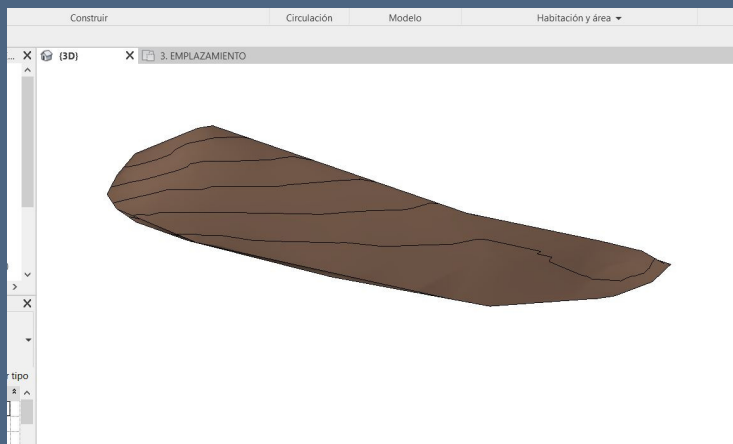 Construir
Circulación
Modelo
Habitación y área
{3D}
3. EMPLAZAMIENTO
tipo